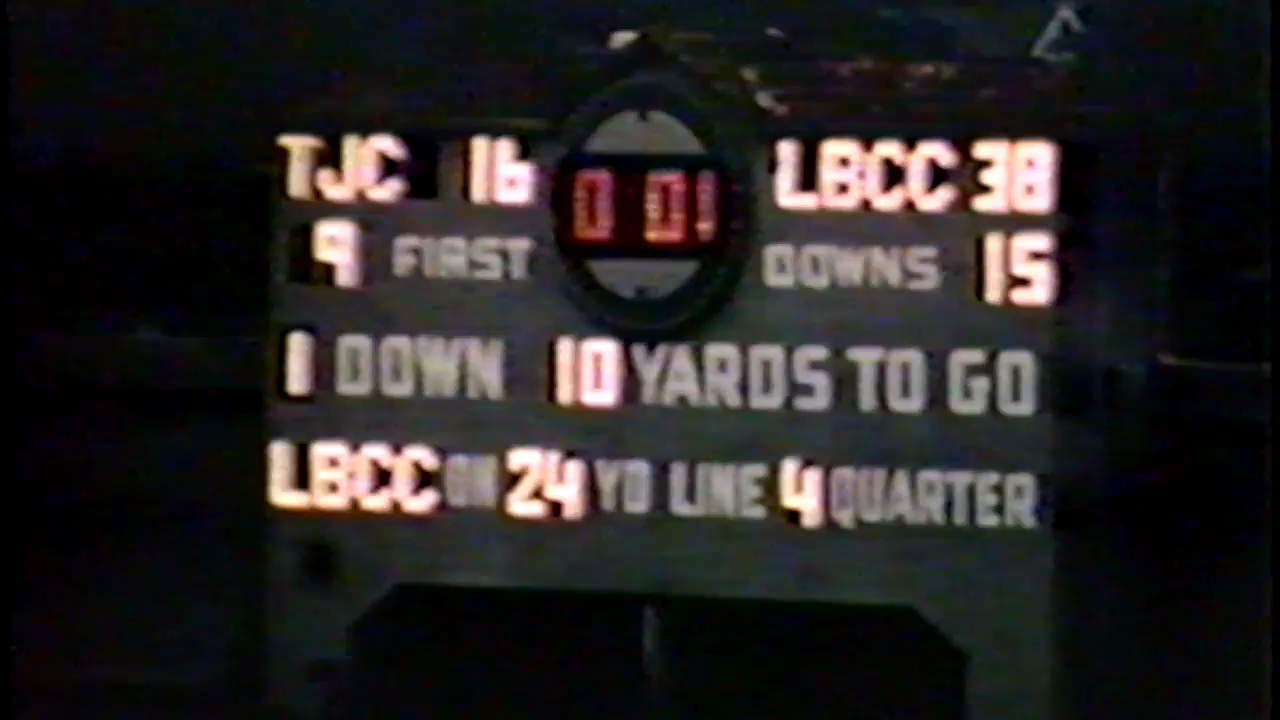 TJC 16 0 01 LBCC 38
9 FIRST DOWNS 15
1 DOWN 10 YARDS TO GO
LBCC ON 24 YD LINE 4 QUARTER